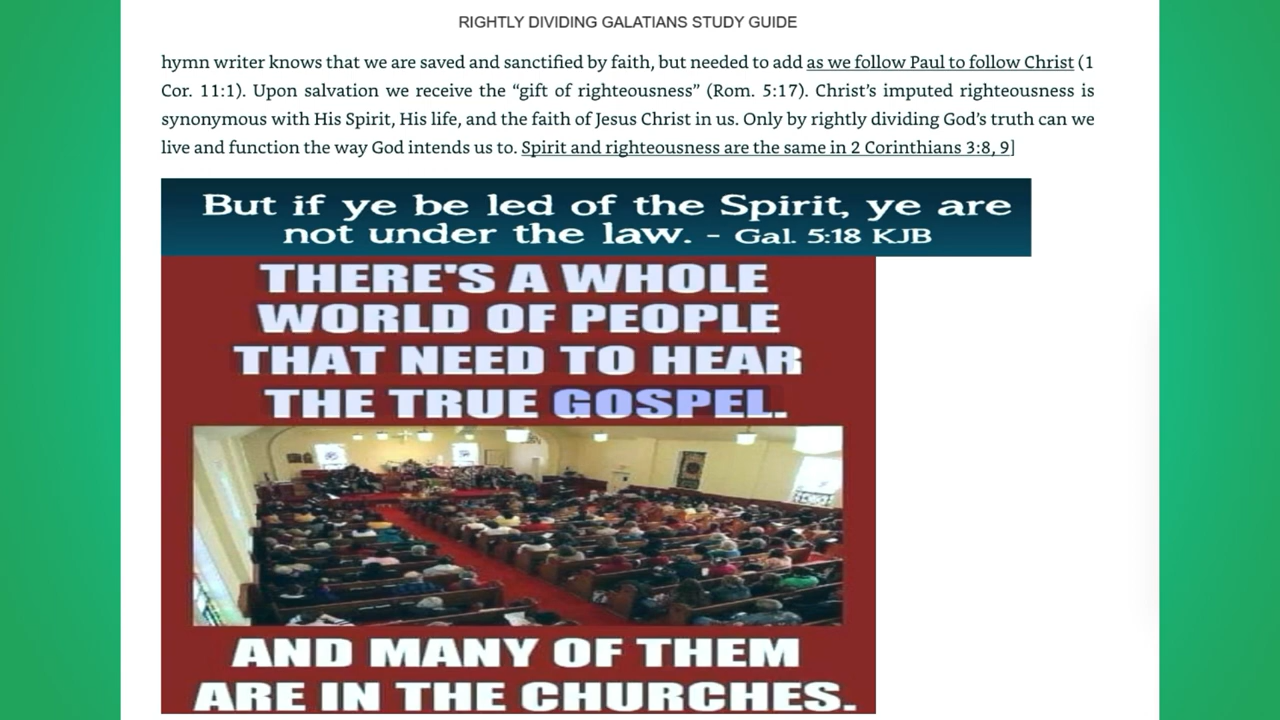 RIGHTLY DIVIDING GALATIANS STUDY GUIDE
hymn writer knows that we are saved and sanctified by faith, but needed to add as we follow Paul to follow Christ (1
Cor. 11:1). Upon salvation we receive the “gift of righteousness” (Rom. 5:17). Christ’s imputed righteousness is
synonymous with His Spirit, His life, and the faith of Jesus Christ in us. Only by rightly dividing God’s truth can we
live and function the way God intends us to. Spirit and righteousness are the same in 2 Corinthians 3:8, 9]
But if ye be led of the Spirit, ye are
not under the law. - Gal. 5:18 KJB
THERE'S A WHOLE
WORLD OF PEOPLE
THAT NEED TO HEAR
THE TRUE GOSPEL.
AND MANY OF THEM
ARE IN THE CHURCHES.